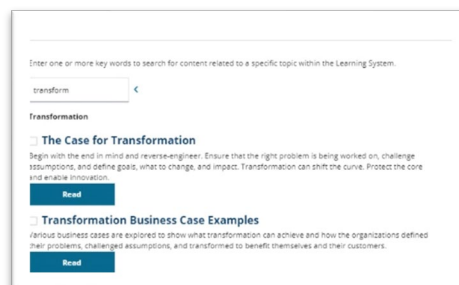 Enter one or more key words to search for content related to a specific topic within the Learning System.
transform
Transformation
The Case for Transformation
Begin with the end in mind and reverse-engineer. Ensure that the right problem is being worked on, challenge
assumptions, and define goals, what to change, and impact. Transformation can shift the curve. Protect the core
and enable innovation.
Read
Transformation Business Case Examples
Various business cases are explored to show what transformation can achieve and how the organizations defined
their problems, challenged assumptions, and transformed to benefit themselves and their customers.
Read